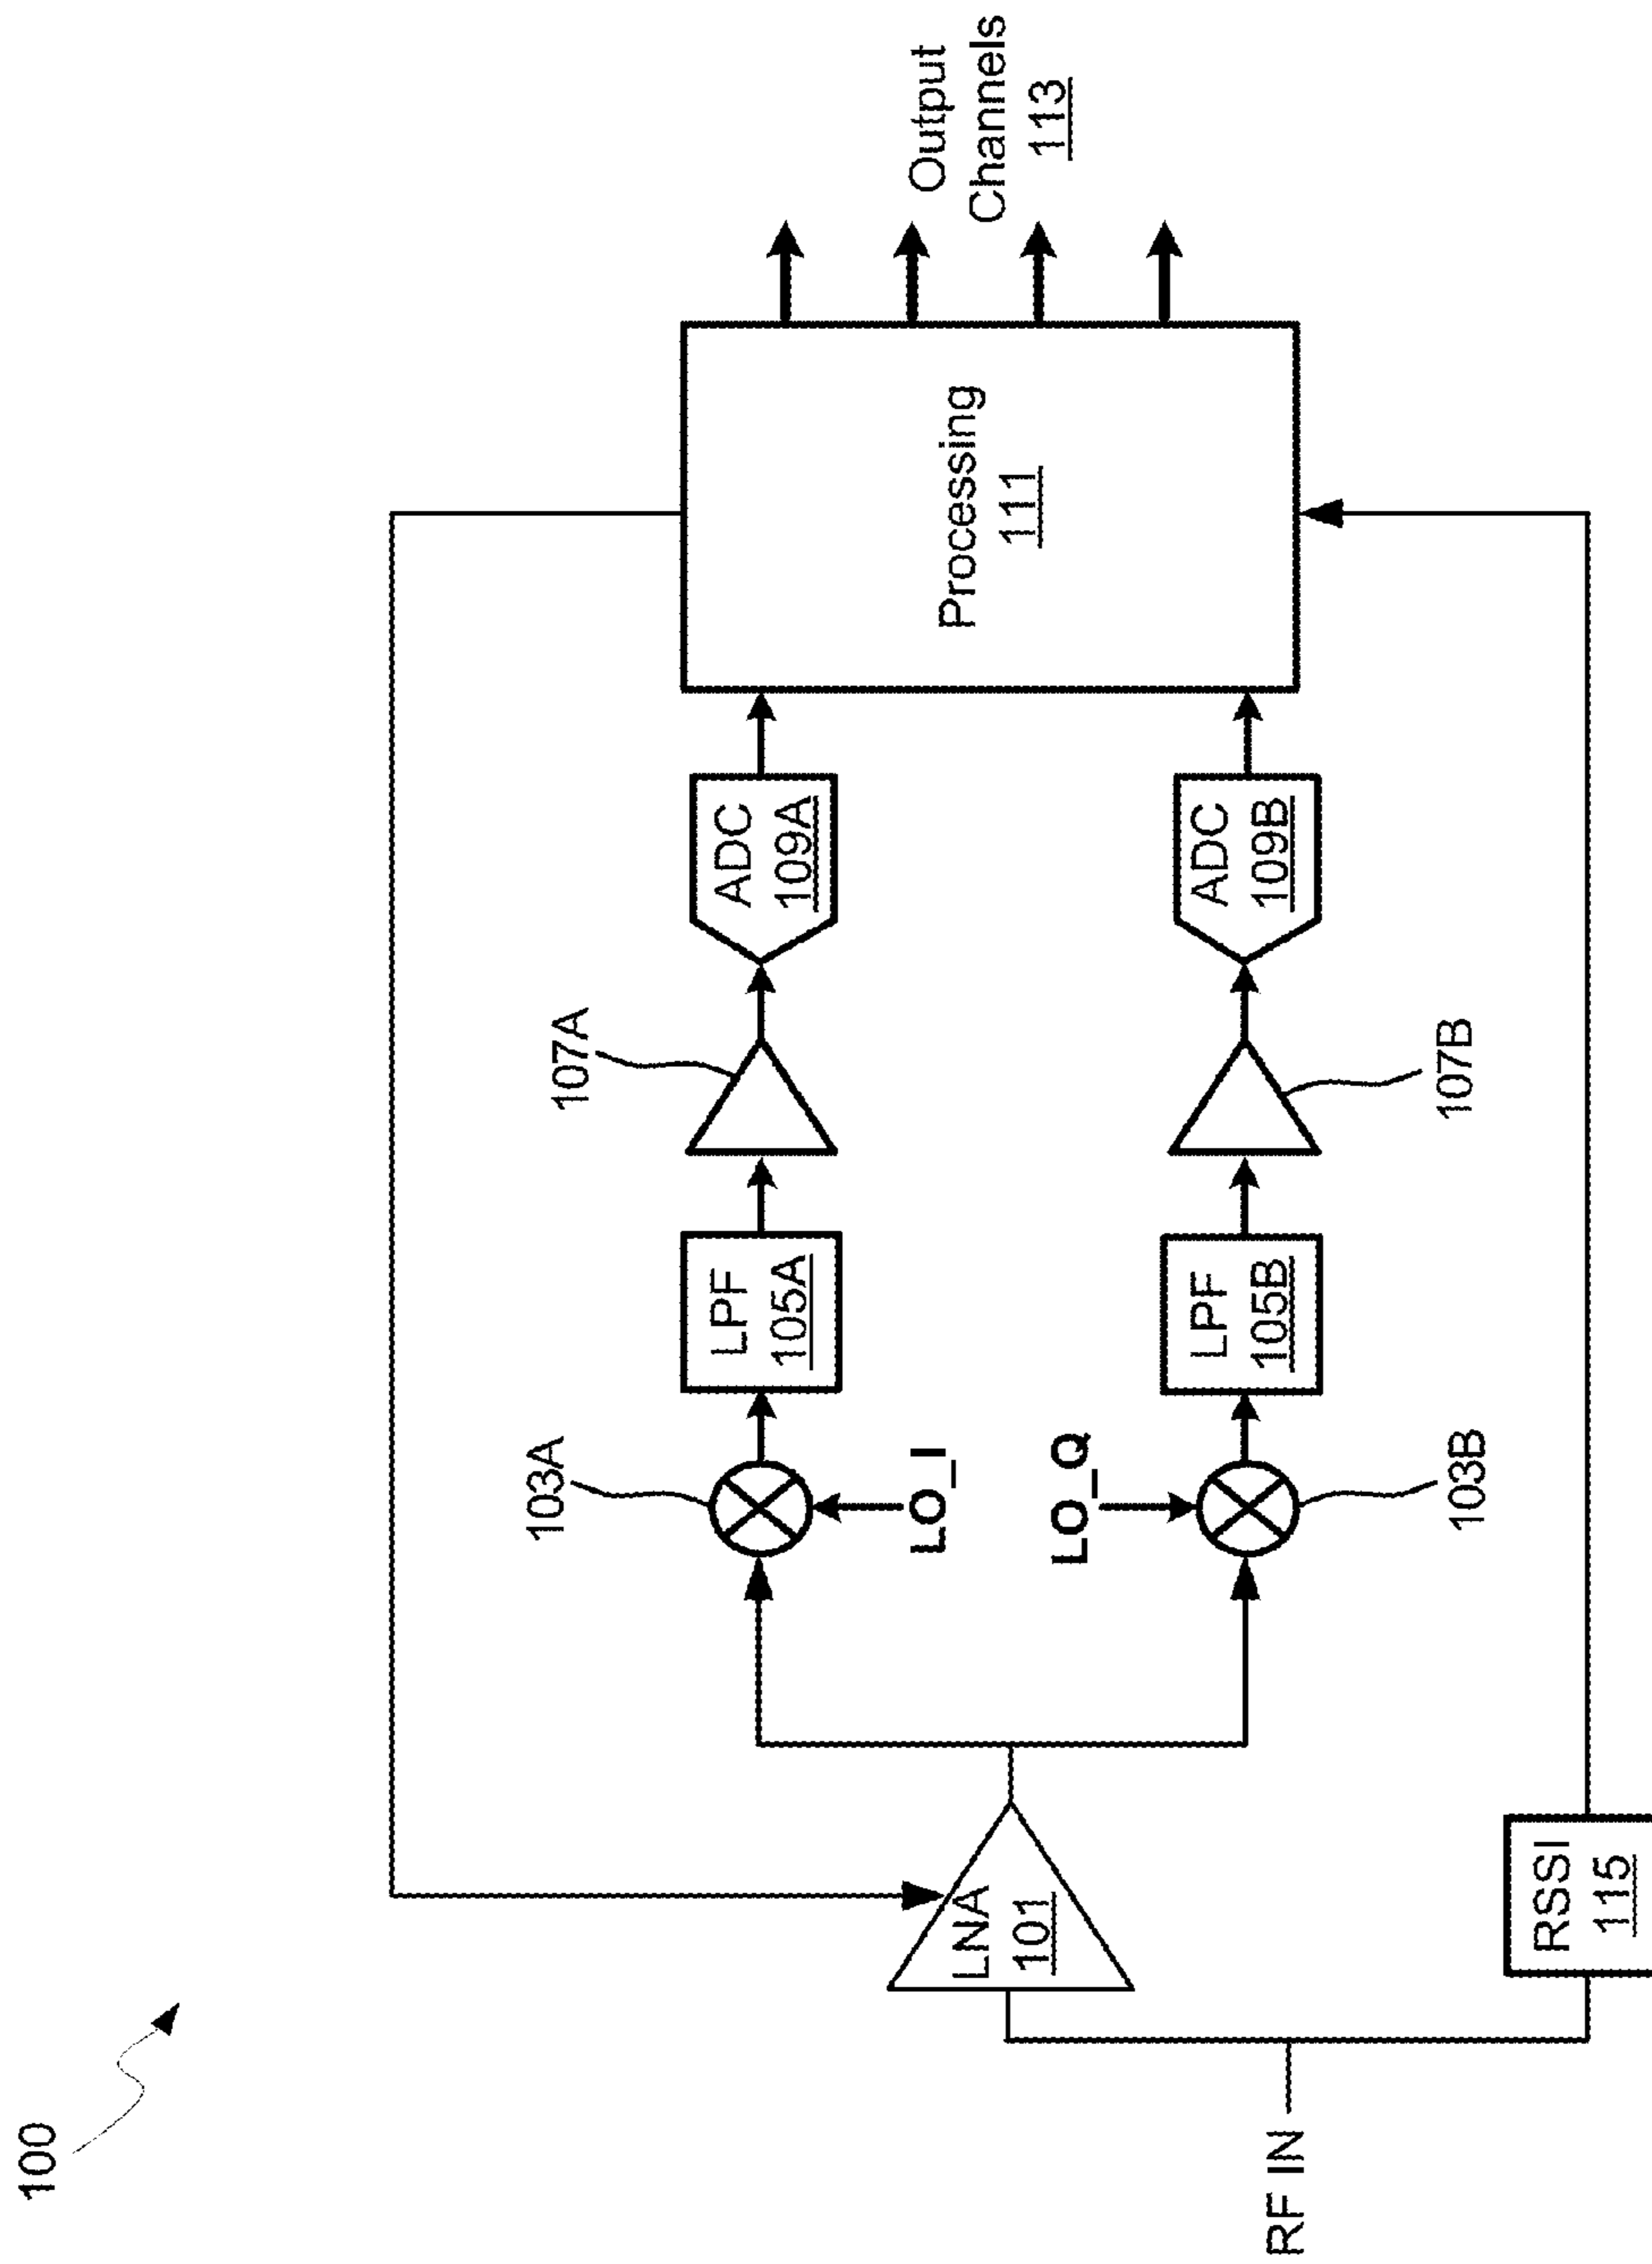 100
RF IN
LNA
101
RSSI
115
103A
LO_I
LO_Q
103B
LPF
105A
LPF
105B
107A
107B
ADC
109A
ADC
109B
Processing
111
Output
Channels
113